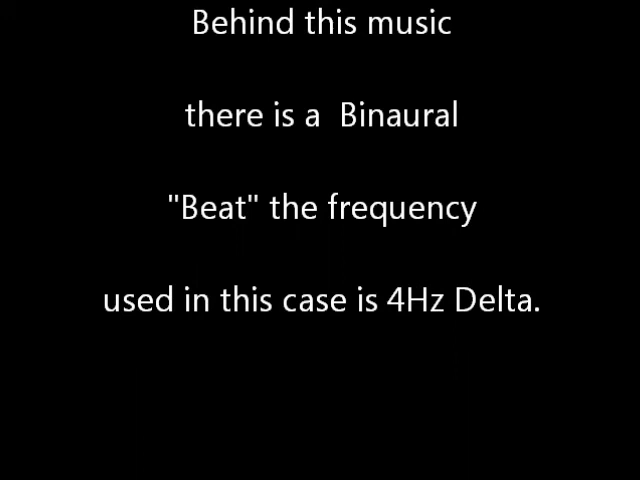 Behind this music
there is a  Binaural
"Beat" the frequency
used in this case is 4Hz Delta.